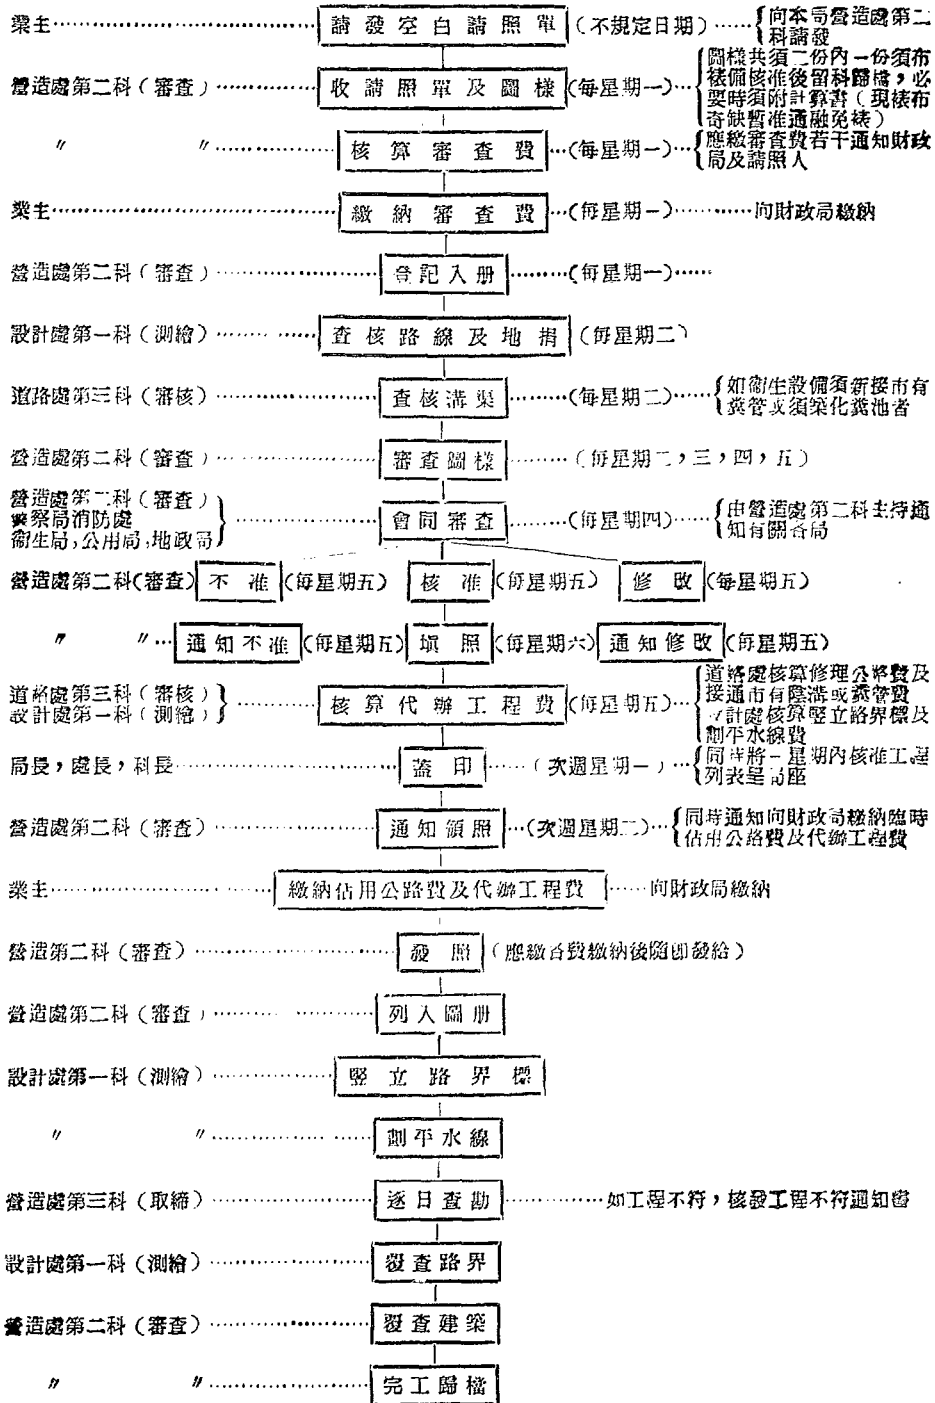 業主 請發空白請照單 (不規定日期) 向本局營造處第二
科請發
圖樣共須二份內一份須布
營造處第二科(審查) 收請照單及圖樣 (每星期一) 裱備核准後留科歸檔,必
要時須附計算書(現裱布
奇缺暫准通融免裱)
〃 〃 核算審查費 (每星期一) 應繳審查費若干通知財政
局及請照人
業主 繳納審查費 (每星期一) 向財政局繳納
營造處第二科(審查) 登記入册 (每星期一)
設計處第一科(測繪) 查核路線及地捐 (每星期二)
道路處第三科(審核) 查核溝渠 (每星期二) 如衛生設備須新接市有
糞管或須築化糞池者
營造處第二科(審查) 審查圖樣 (每星期二,三,四,五)
營造處第二科(審查)
警察局消防處 會同審查 (每星期四) 由營造處第二科主持通
知有關各局
衛生局,公用局,地政局
營造處第二科(審查) 不准 (每星期五) 核准 (每星期五) 修改 (每星期五)
〃 〃 通知不准 (每星期五) 填照 (每星期六) 通知修改 (每星期五)
道路處第三科(審核)
設計處第一科(測繪) 核算代辦工程費 (每星期五) 道路處核算修理公路費及
接通市有陰溝或糞管費
計處核算豎立路界標及
劃平水線費
局長,處長,科長 蓋印 (次週星期一) 同時將一星期內核准工程
列表呈局座
營造處第二科(審查) 通知領照 (次週星期二) 同時通知向財政局繳納臨時
佔用公路費及代辦工程費
業主 繳納佔用公路費及代辦工程費 向財政局繳納
營造第二科(審查) 發照 (應繳各費繳納後隨即發給)
營造處第二科(審查) 列入圖册
設計處第一科(測繪) 豎立路界標
〃 〃 劃平水線
營造處第三科(取締) 逐日查勘 如工程不符,核發工程不符通知書
設計處第一科(測繪) 覆查路界
營造處第二科(審查) 覆查建築
〃 〃 完工歸檔